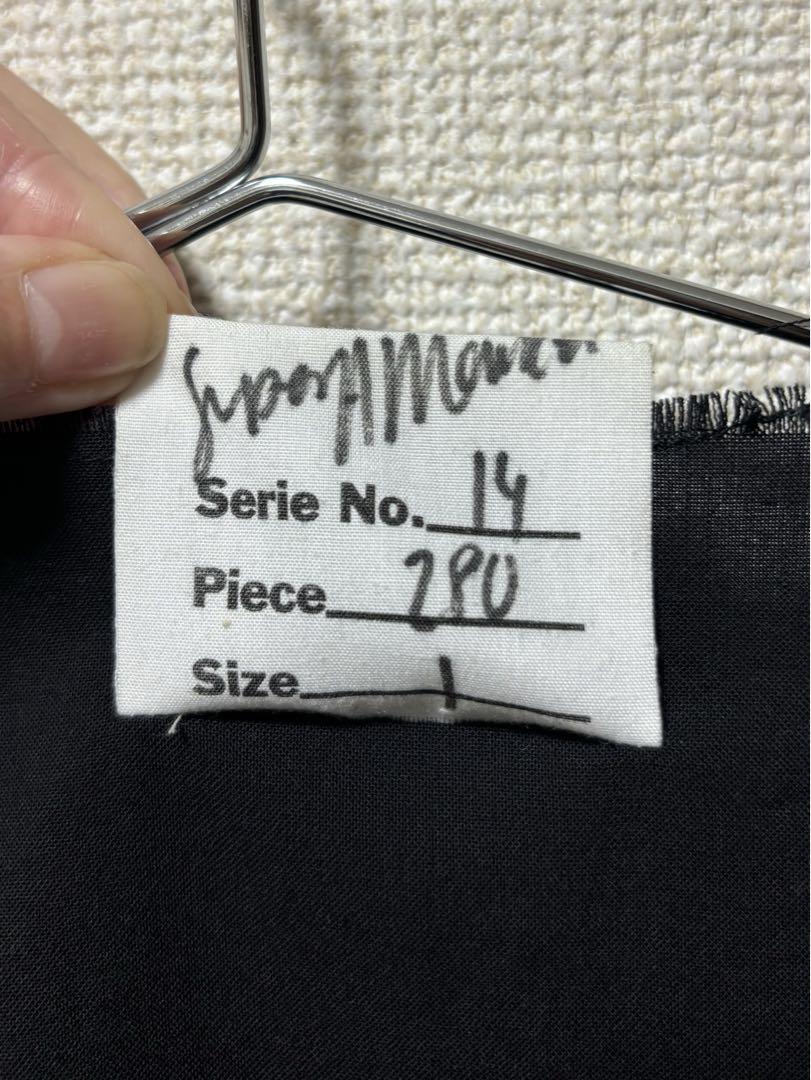 Serie No. 14
Piece 280
Size 1